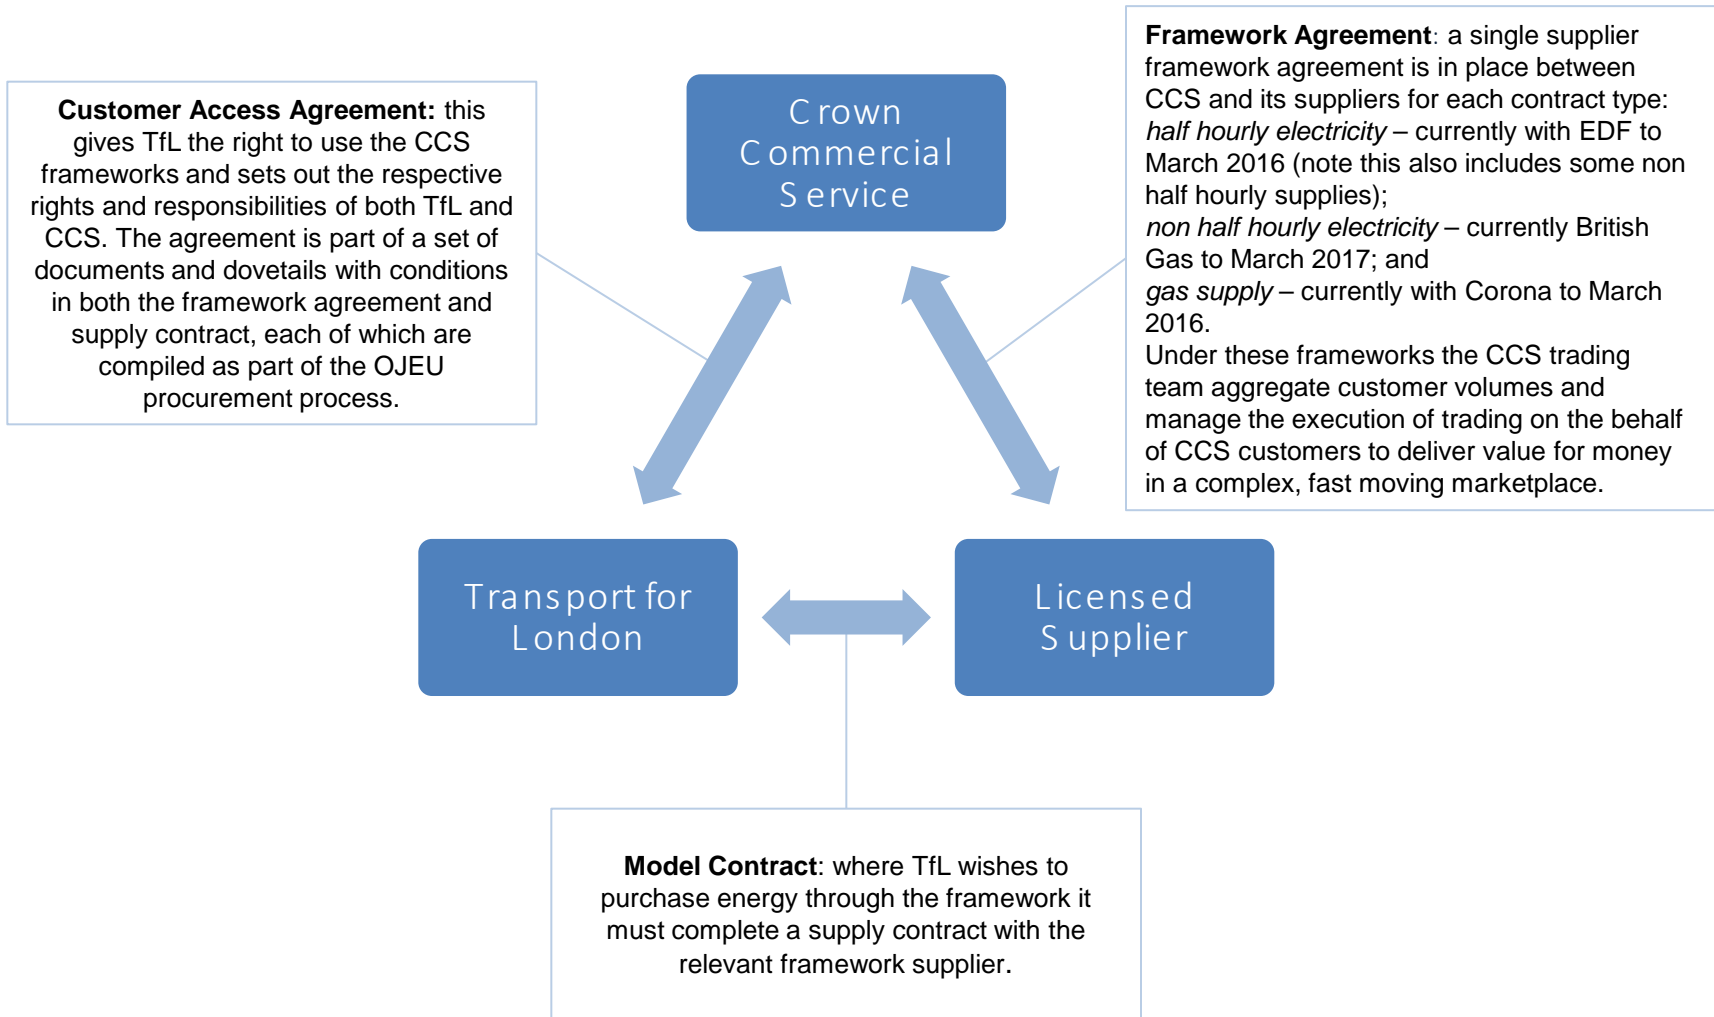 Customer Access Agreement: this
gives TfL the right to use the CCS
frameworks and sets out the respective
rights and responsibilities of both TfL and
CCS. The agreement is part of a set of
documents and dovetails with conditions
in both the framework agreement and
supply contract, each of which are
compiled as part of the OJEU
procurement process.
Crown
Commercial
Service
Framework Agreement: a single supplier
framework agreement is in place between
CCS and its suppliers for each contract type:
half hourly electricity – currently with EDF to
March 2016 (note this also includes some non
half hourly supplies);
non half hourly electricity – currently British
Gas to March 2017; and
gas supply – currently with Corona to March
2016.
Under these frameworks the CCS trading
team aggregate customer volumes and
manage the execution of trading on the behalf
of CCS customers to deliver value for money
in a complex, fast moving marketplace.
Transport for
London
Licensed
Supplier
Model Contract: where TfL wishes to
purchase energy through the framework it
must complete a supply contract with the
relevant framework supplier.